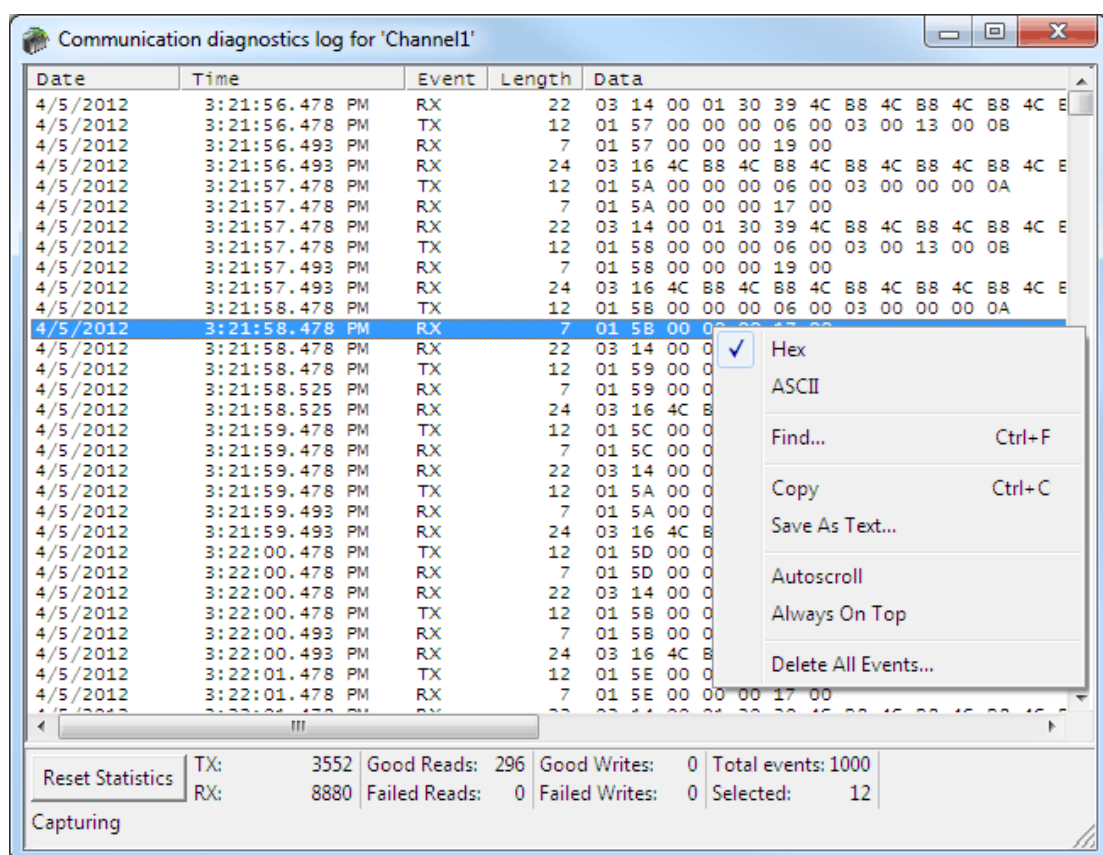 Communication diagnostics log for 'Channel1'
Date Time Event Length Data
4/5/2012 3:21:56.478 PM RX 22 03 14 00 01 30 39 4C B8 4C B8 4C B8 4C
4/5/2012 3:21:56.478 PM TX 12 01 57 00 00 00 06 00 03 00 13 00 0B
4/5/2012 3:21:56.493 PM RX 7 01 57 00 00 00 19 00
4/5/2012 3:21:56.493 PM RX 24 03 16 4C B8 4C B8 4C B8 4C B8 4C B8 4C
4/5/2012 3:21:57.478 PM TX 12 01 5A 00 00 00 06 00 03 00 00 00 0A
4/5/2012 3:21:57.478 PM RX 7 01 5A 00 00 00 17 00
4/5/2012 3:21:57.478 PM RX 22 03 14 00 01 30 39 4C B8 4C B8 4C B8 4C
4/5/2012 3:21:57.478 PM TX 12 01 58 00 00 00 06 00 03 00 13 00 0B
4/5/2012 3:21:57.493 PM RX 7 01 58 00 00 00 19 00
4/5/2012 3:21:57.493 PM RX 24 03 16 4C B8 4C B8 4C B8 4C B8 4C B8 4C
4/5/2012 3:21:58.478 PM TX 12 01 5B 00 00 00 06 00 03 00 00 00 0A
4/5/2012 3:21:58.478 PM RX 7 01 5B 00
4/5/2012 3:21:58.478 PM RX 22 03 14 00
4/5/2012 3:21:58.478 PM TX 12 01 59 00
4/5/2012 3:21:58.525 PM RX 7 01 59 00
4/5/2012 3:21:58.525 PM RX 24 03 16 4C
4/5/2012 3:21:59.478 PM TX 12 01 5C 00
4/5/2012 3:21:59.478 PM RX 7 01 5C 00
4/5/2012 3:21:59.478 PM RX 22 03 14 00
4/5/2012 3:21:59.478 PM TX 12 01 5A 00
4/5/2012 3:21:59.493 PM RX 7 01 5A 00
4/5/2012 3:21:59.493 PM RX 24 03 16 4C
4/5/2012 3:22:00.478 PM TX 12 01 5D 00
4/5/2012 3:22:00.478 PM RX 7 01 5D 00
4/5/2012 3:22:00.478 PM RX 22 03 14 00
4/5/2012 3:22:00.478 PM TX 12 01 5B 00
4/5/2012 3:22:00.493 PM RX 7 01 5B 00
4/5/2012 3:22:00.493 PM RX 24 03 16 4C
4/5/2012 3:22:01.478 PM TX 12 01 5E 00
4/5/2012 3:22:01.478 PM RX 7 01 5E 00 00 00 17 00
Hex
ASCII
Find... Ctrl+F
Copy Ctrl+C
Save As Text...
Autoscroll
Always On Top
Delete All Events...
Reset Statistics
TX: 3552 Good Reads: 296 Good Writes: 0 Total events: 1000
RX: 8880 Failed Reads: 0 Failed Writes: 0 Selected: 12
Capturing